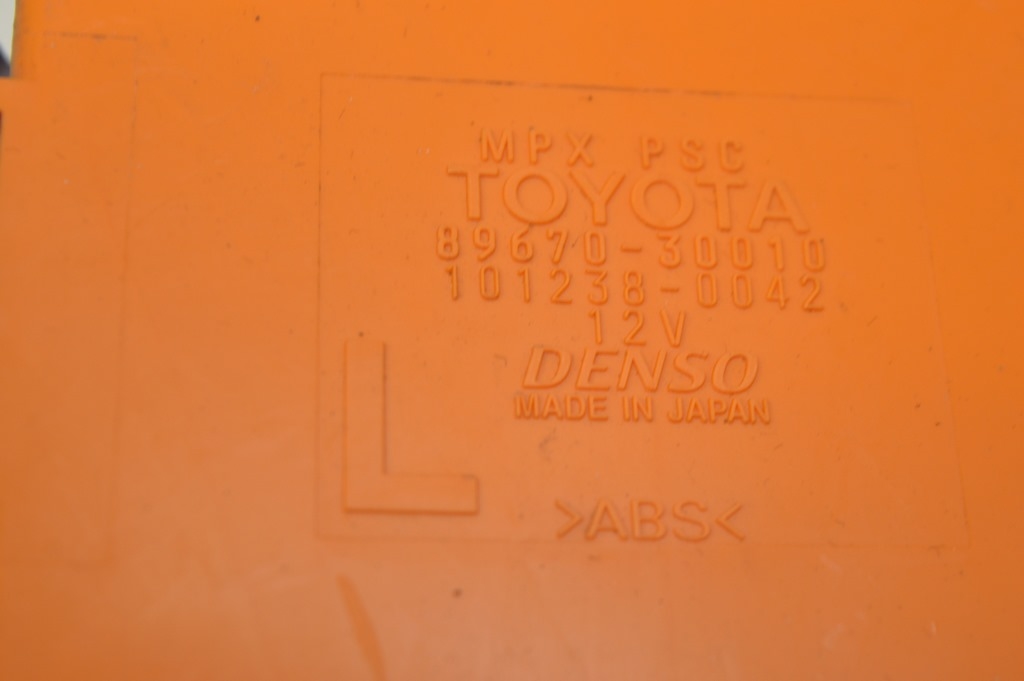 MPX PSC
TOYOTA
89670-30010
101238-0042
12V
DENSO
MADE IN JAPAN
L
>ABS<